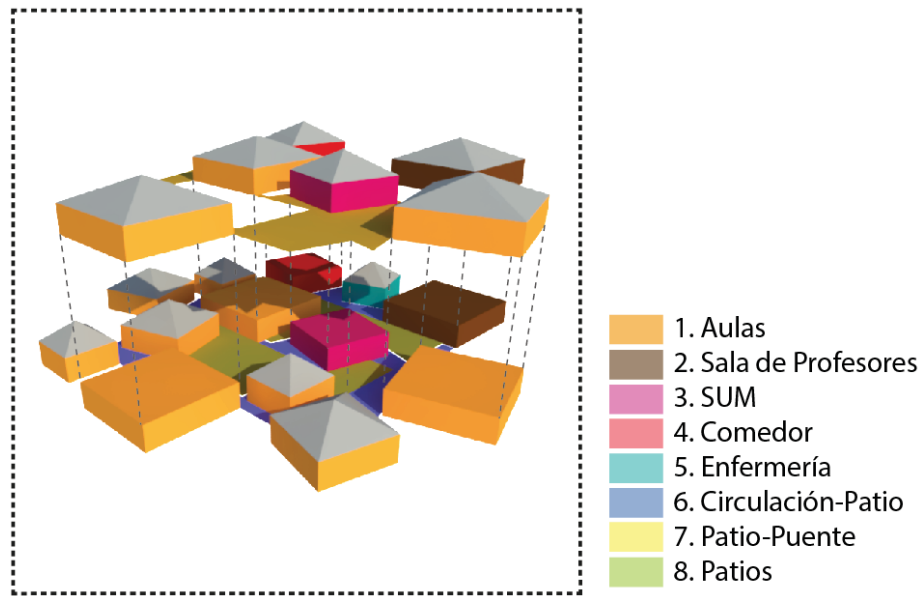 1. Aulas
2. Sala de Profesores
3. SUM
4. Comedor
5. Enfermería
6. Circulación-Patio
7. Patio-Puente
8. Patios